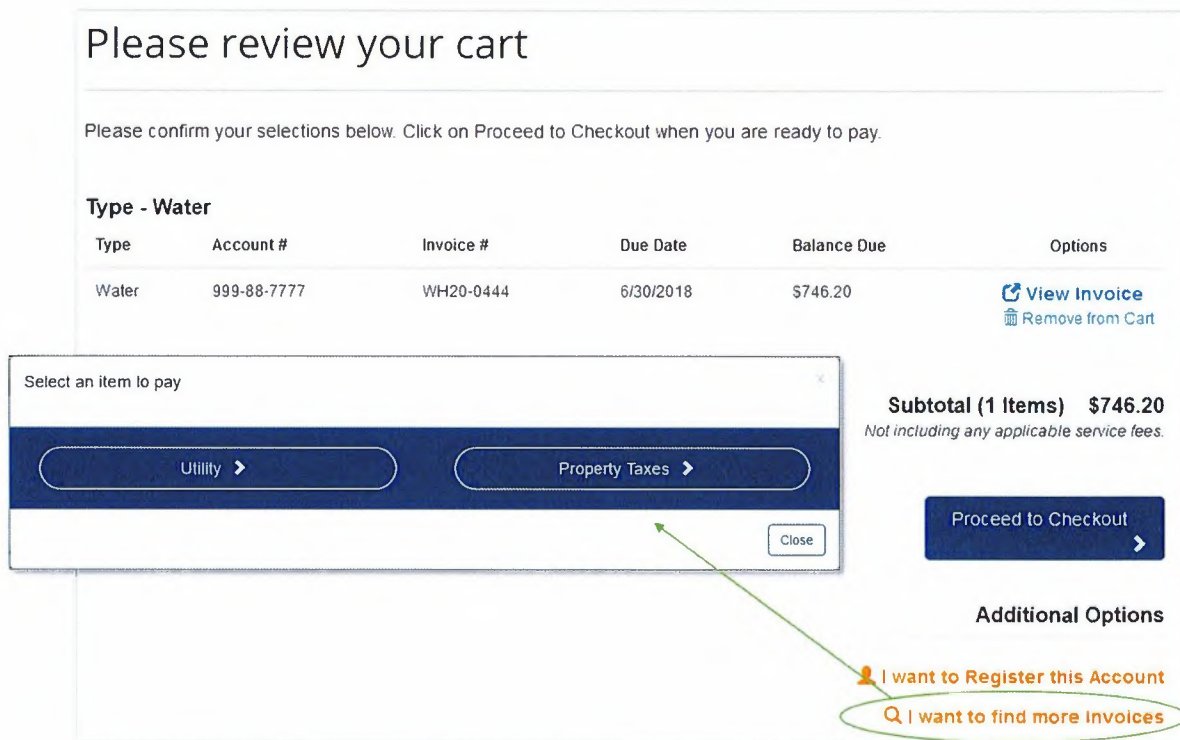 Please review your cart
Please confirm your selections below. Click on Proceed to Checkout when you are ready to pay.
Type - Water
Type Account # Invoice # Due Date Balance Due Options
Water 999-88-7777 WH20-0444 6/30/2018 $746.20 View Invoice
Remove from Cart
Select an item lo pay
x
Subtotal (1 Items) $746.20
Not including any applicable service fees.
Utility
Property Taxes
Close
Proceed to Checkout
Additional Options
I want to Register this Account
I want to find more Invoices